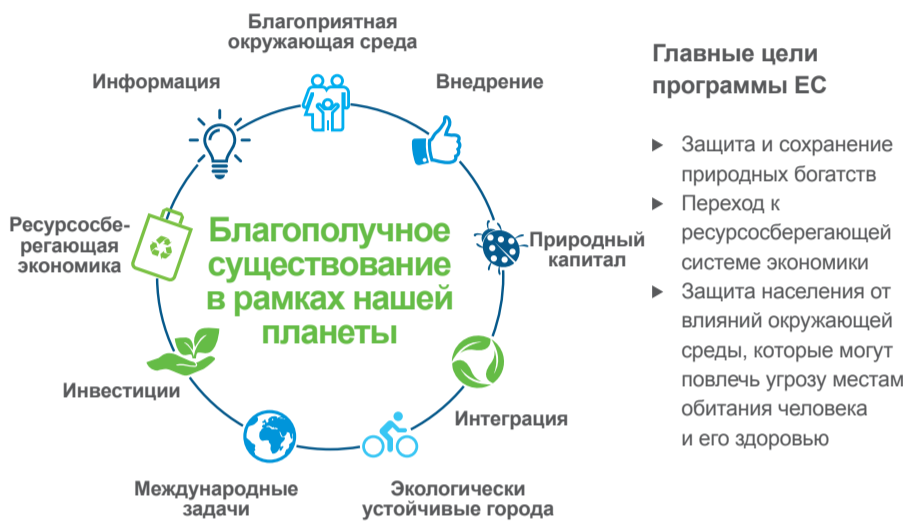 Благоприятная
окружающая среда
Информация
Внедрение
Ресурсосбе-
регающая
экономика
Природный
капитал
Благополучное
существование
в рамках нашей
планеты
Инвестиции
Интеграция
Международные
задачи
Экологически
устойчивые города
Главные цели
программы ЕС
► Защита и сохранение
природных богатств
► Переход к
ресурсосберегающей
системе экономики
► Защита населения от
влияний окружающей
среды, которые могут
повлечь угрозу местам
обитания человека
и его здоровью